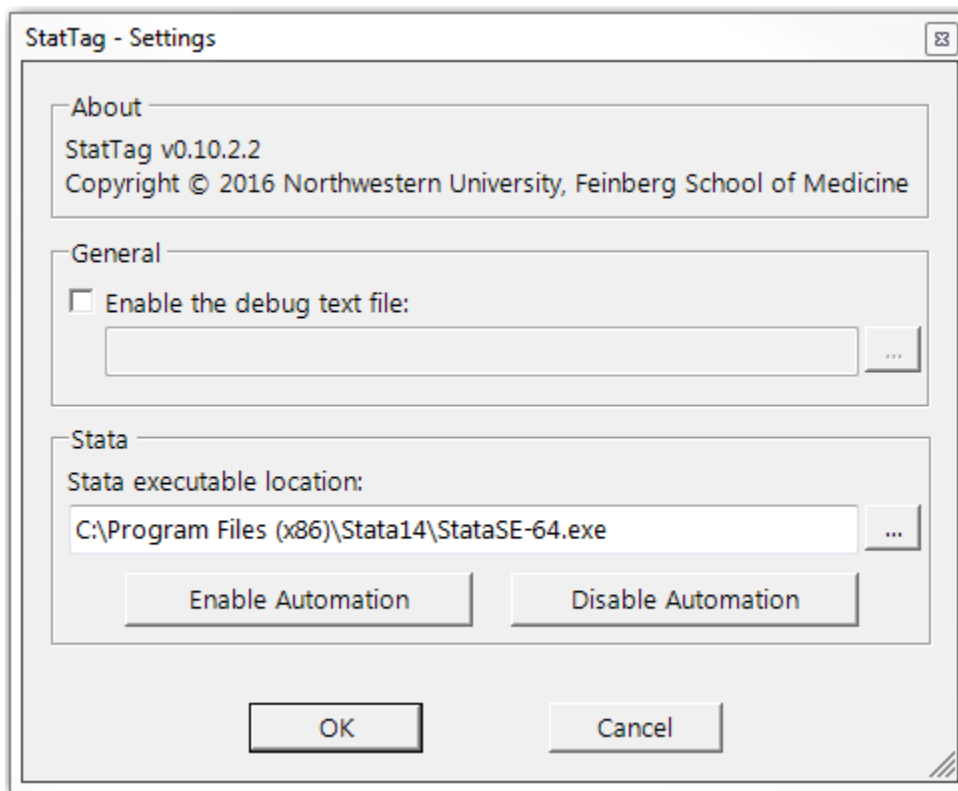 StatTag - Settings
About
StatTag v0.10.2.2
Copyright © 2016 Northwestern University, Feinberg School of Medicine
General
Enable the debug text file:
...
Stata
Stata executable location:
C:\Program Files (x86)\Stata14\StataSE-64.exe
...
Enable Automation Disable Automation
OK Cancel